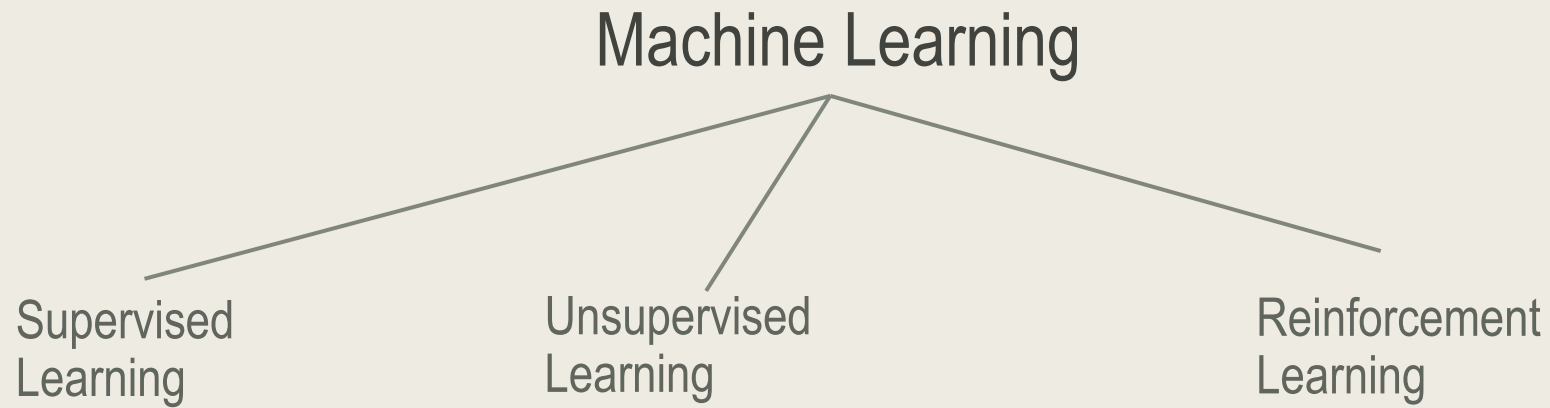 Machine Learning
Supervised
Learning
Unsupervised
Learning
Reinforcement
Learning